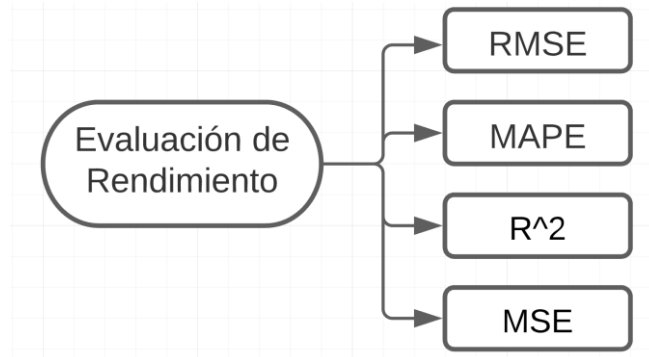 Evaluación de
Rendimiento
RMSE
MAPE
R^2
MSE